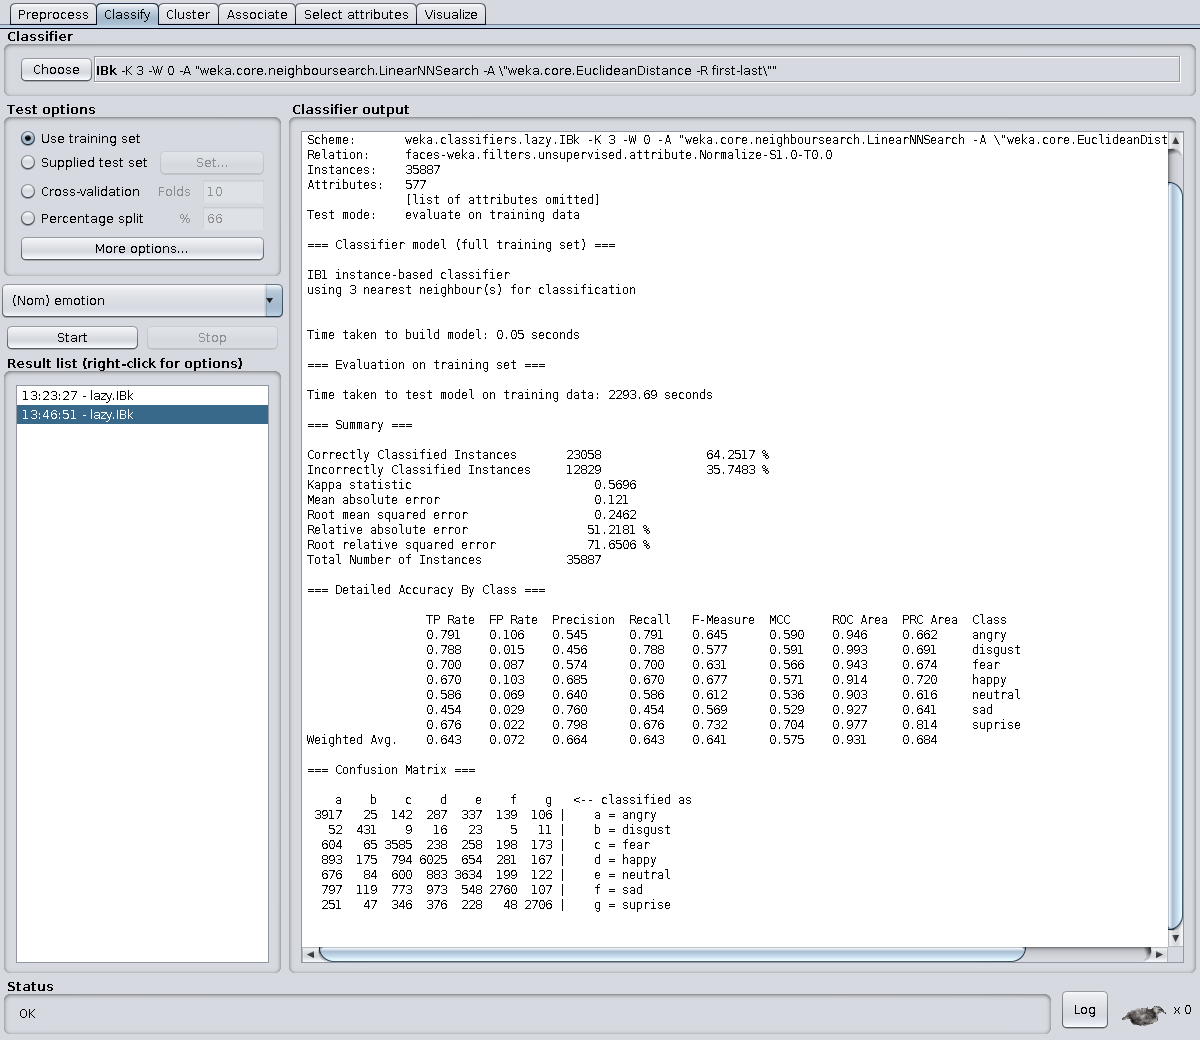 Preprocess Classify Cluster Associate Select attributes Visualize
Classifier
Choose IBk -K 3 -W 0 -A "weka.core.neighboursearch.LinearNNSearch -A \"weka.core.EuclideanDistance -R first-last\""
Test options
Use training set
Supplied test set Set...
Cross-validation Folds 10
Percentage split % 66
More options...
(Nom) emotion
Start Stop
Result list (right-click for options)
13:23:27 - lazy.IBk
13:46:51 - lazy.IBk
Classifier output
Scheme: weka.classifiers.lazy.IBk -K 3 -W 0 -A "weka.core.neighboursearch.LinearNNSearch -A \"weka.core.EuclideanDist
Relation: faces-weka.filters.unsupervised.attribute.Normalize-S1.0-T0.0
Instances: 35887
Attributes: 577
[list of attributes omitted]
Test mode: evaluate on training data
=== Classifier model (full training set) ===
IB1 instance-based classifier
using 3 nearest neighbour(s) for classification
Time taken to build model: 0.05 seconds
=== Evaluation on training set ===
Time taken to test model on training data: 2293.69 seconds
=== Summary ===
Correctly Classified Instances 23058 64.2517 %
Incorrectly Classified Instances 12829 35.7483 %
Kappa statistic 0.5696
Mean absolute error 0.121
Root mean squared error 0.2462
Relative absolute error 51.2181 %
Root relative squared error 71.6506 %
Total Number of Instances 35887
=== Detailed Accuracy By Class ===
TP Rate FP Rate Precision Recall F-Measure MCC ROC Area PRC Area Class
0.791 0.106 0.545 0.791 0.645 0.590 0.946 0.662 angry
0.788 0.015 0.456 0.788 0.577 0.591 0.993 0.691 disgust
0.700 0.087 0.574 0.700 0.631 0.566 0.943 0.674 fear
0.670 0.103 0.685 0.670 0.677 0.571 0.914 0.720 happy
0.586 0.069 0.640 0.586 0.612 0.536 0.903 0.616 neutral
0.454 0.029 0.760 0.454 0.569 0.529 0.927 0.641 sad
0.676 0.022 0.798 0.676 0.732 0.704 0.977 0.814 suprise
Weighted Avg. 0.643 0.072 0.664 0.643 0.641 0.575 0.931 0.684
=== Confusion Matrix ===
a b c d e f g <-- classified as
3917 25 142 287 337 139 106 | a = angry
52 431 9 16 23 5 11 | b = disgust
604 65 3585 238 258 198 173 | c = fear
893 175 794 6025 654 281 167 | d = happy
676 84 600 883 3634 199 122 | e = neutral
797 119 773 973 548 2760 107 | f = sad
251 47 346 376 228 48 2706 | g = suprise
Status
OK
Log
x 0